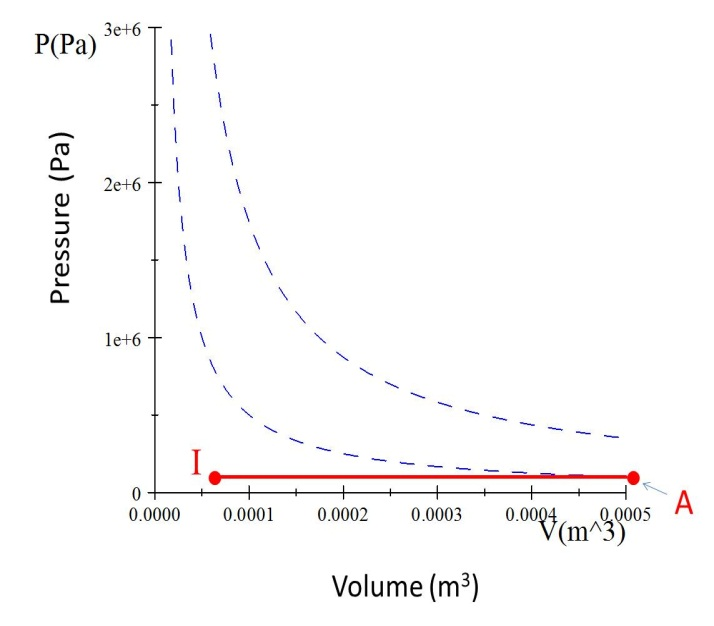 3e+6
P(Pa)
Pressure (Pa)
2e+6
1e+6
I
0
0.0000 0.0001 0.0002 0.0003 0.0004 0.0005
A
V(m^3)
Volume (m³)